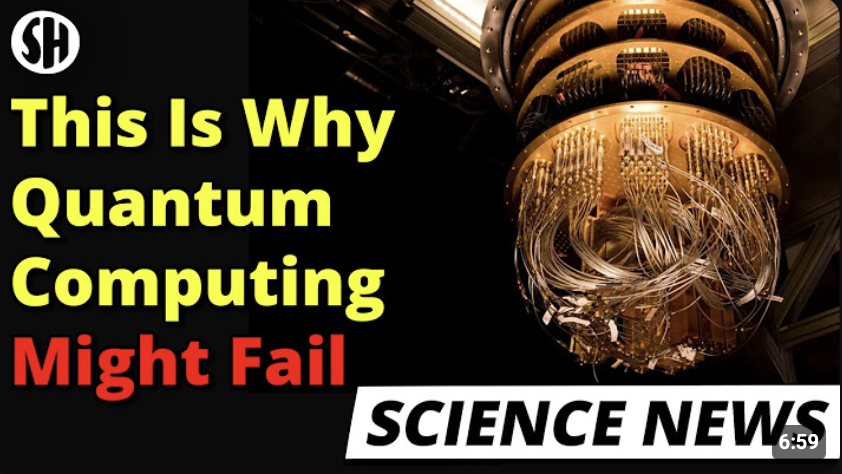 SH
This Is Why
Quantum
Computing
Might Fail
SCIENCE NEWS
6:59